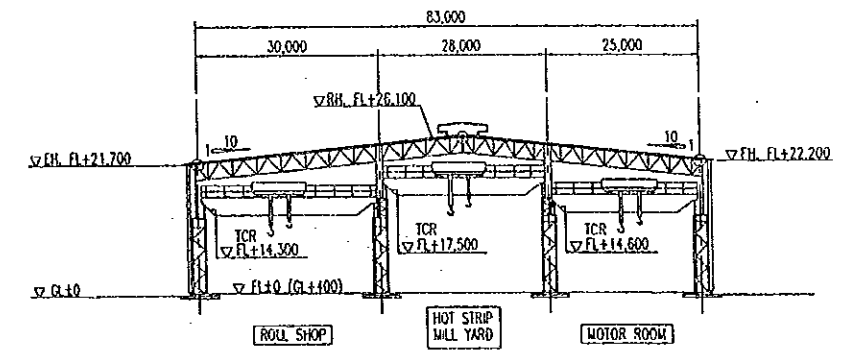 83,000
30,000
28,000
25,000
▽RH. FL+26,100
10
1
10
1
▽EH. FL+21,700
▽EH. FL+22,200
TCR
▽FL+14,300
TCR
▽FL+17,500
TCR
▽FL+14,600
▽GL±0
▽FL±0 (GL+400)
ROLL SHOP
HOT STRIP
MILL YARD
MOTOR ROOM